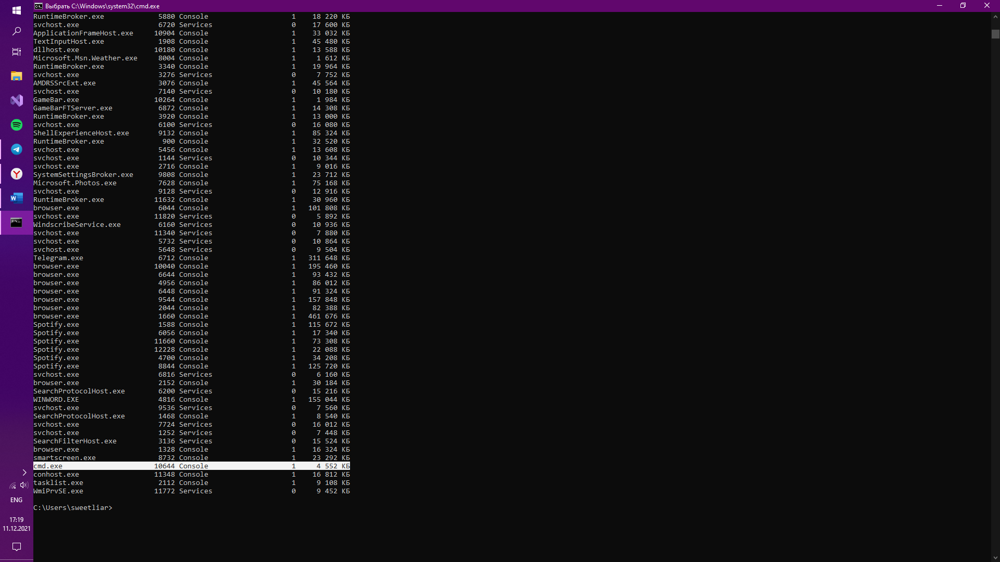 Выбрать C:\Windows\system32\cmd.exe
RuntimeBroker.exe 5880 Console 1 18 220 КБ
svchost.exe 6720 Services 0 17 600 КБ
ApplicationFrameHost.exe 10904 Console 1 33 032 КБ
TextInputHost.exe 1908 Console 1 45 480 КБ
dllhost.exe 10180 Console 1 13 588 КБ
Microsoft.Msn.Weather.exe 8004 Console 1 1 612 КБ
RuntimeBroker.exe 3340 Console 1 19 964 КБ
svchost.exe 3276 Services 0 7 752 КБ
AMDRSSrcExt.exe 3076 Console 1 45 564 КБ
svchost.exe 7140 Services 0 10 180 КБ
GameBar.exe 10264 Console 1 1 984 КБ
GameBarFTServer.exe 6872 Console 1 14 308 КБ
RuntimeBroker.exe 3920 Console 1 13 000 КБ
svchost.exe 6100 Services 0 16 080 КБ
ShellExperienceHost.exe 9132 Console 1 85 324 КБ
RuntimeBroker.exe 900 Console 1 32 520 КБ
svchost.exe 5456 Console 1 13 608 КБ
svchost.exe 1144 Services 0 10 344 КБ
svchost.exe 2716 Console 1 9 016 КБ
SystemSettingsBroker.exe 9808 Console 1 23 712 КБ
Microsoft.Photos.exe 7628 Console 1 75 168 КБ
svchost.exe 9128 Services 0 12 916 КБ
RuntimeBroker.exe 11632 Console 1 30 960 КБ
browser.exe 6044 Console 1 101 808 КБ
svchost.exe 11820 Services 0 5 892 КБ
WindscribeService.exe 6160 Services 0 10 936 КБ
svchost.exe 11340 Services 0 7 880 КБ
svchost.exe 5732 Services 0 10 864 КБ
svchost.exe 5648 Services 0 9 504 КБ
Telegram.exe 6712 Console 1 311 648 КБ
browser.exe 10040 Console 1 195 460 КБ
browser.exe 6644 Console 1 93 432 КБ
browser.exe 4956 Console 1 86 012 КБ
browser.exe 6448 Console 1 91 324 КБ
browser.exe 9544 Console 1 157 848 КБ
browser.exe 2044 Console 1 82 388 КБ
browser.exe 1660 Console 1 461 676 КБ
Spotify.exe 1588 Console 1 115 672 КБ
Spotify.exe 6056 Console 1 17 340 КБ
Spotify.exe 11660 Console 1 73 308 КБ
Spotify.exe 12228 Console 1 22 088 КБ
Spotify.exe 4700 Console 1 34 208 КБ
Spotify.exe 8844 Console 1 125 720 КБ
svchost.exe 6816 Services 0 6 160 КБ
browser.exe 2152 Console 1 30 184 КБ
SearchProtocolHost.exe 6200 Services 0 15 216 КБ
WINWORD.EXE 4816 Console 1 155 044 КБ
svchost.exe 9536 Services 0 7 560 КБ
SearchProtocolHost.exe 1468 Console 1 8 540 КБ
svchost.exe 7724 Services 0 16 012 КБ
svchost.exe 1252 Services 0 7 448 КБ
SearchFilterHost.exe 3136 Services 0 15 524 КБ
browser.exe 1328 Console 1 16 324 КБ
smartscreen.exe 8732 Console 1 23 292 КБ
cmd.exe 10644 Console 1 4 552 КБ
conhost.exe 11348 Console 1 16 812 КБ
tasklist.exe 2112 Console 1 9 108 КБ
WmiPrvSE.exe 11772 Services 0 9 452 КБ
C:\Users\sweetliar>
ENG
17:19
11.12.2021